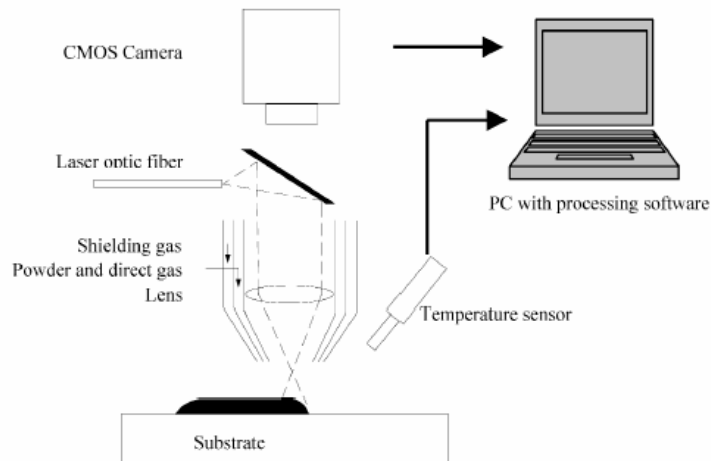 CMOS Camera
Laser optic fiber
PC with processing software
Shielding gas
Powder and direct gas
Lens
Temperature sensor
Substrate